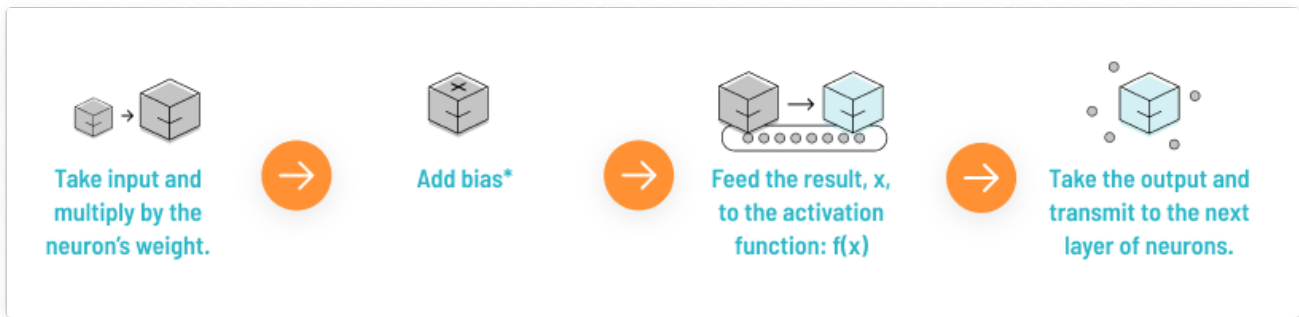 Take input and
multiply by the
neuron's weight.
Add bias*
Feed the result, x,
to the activation
function: f(x)
Take the output and
transmit to the next
layer of neurons.